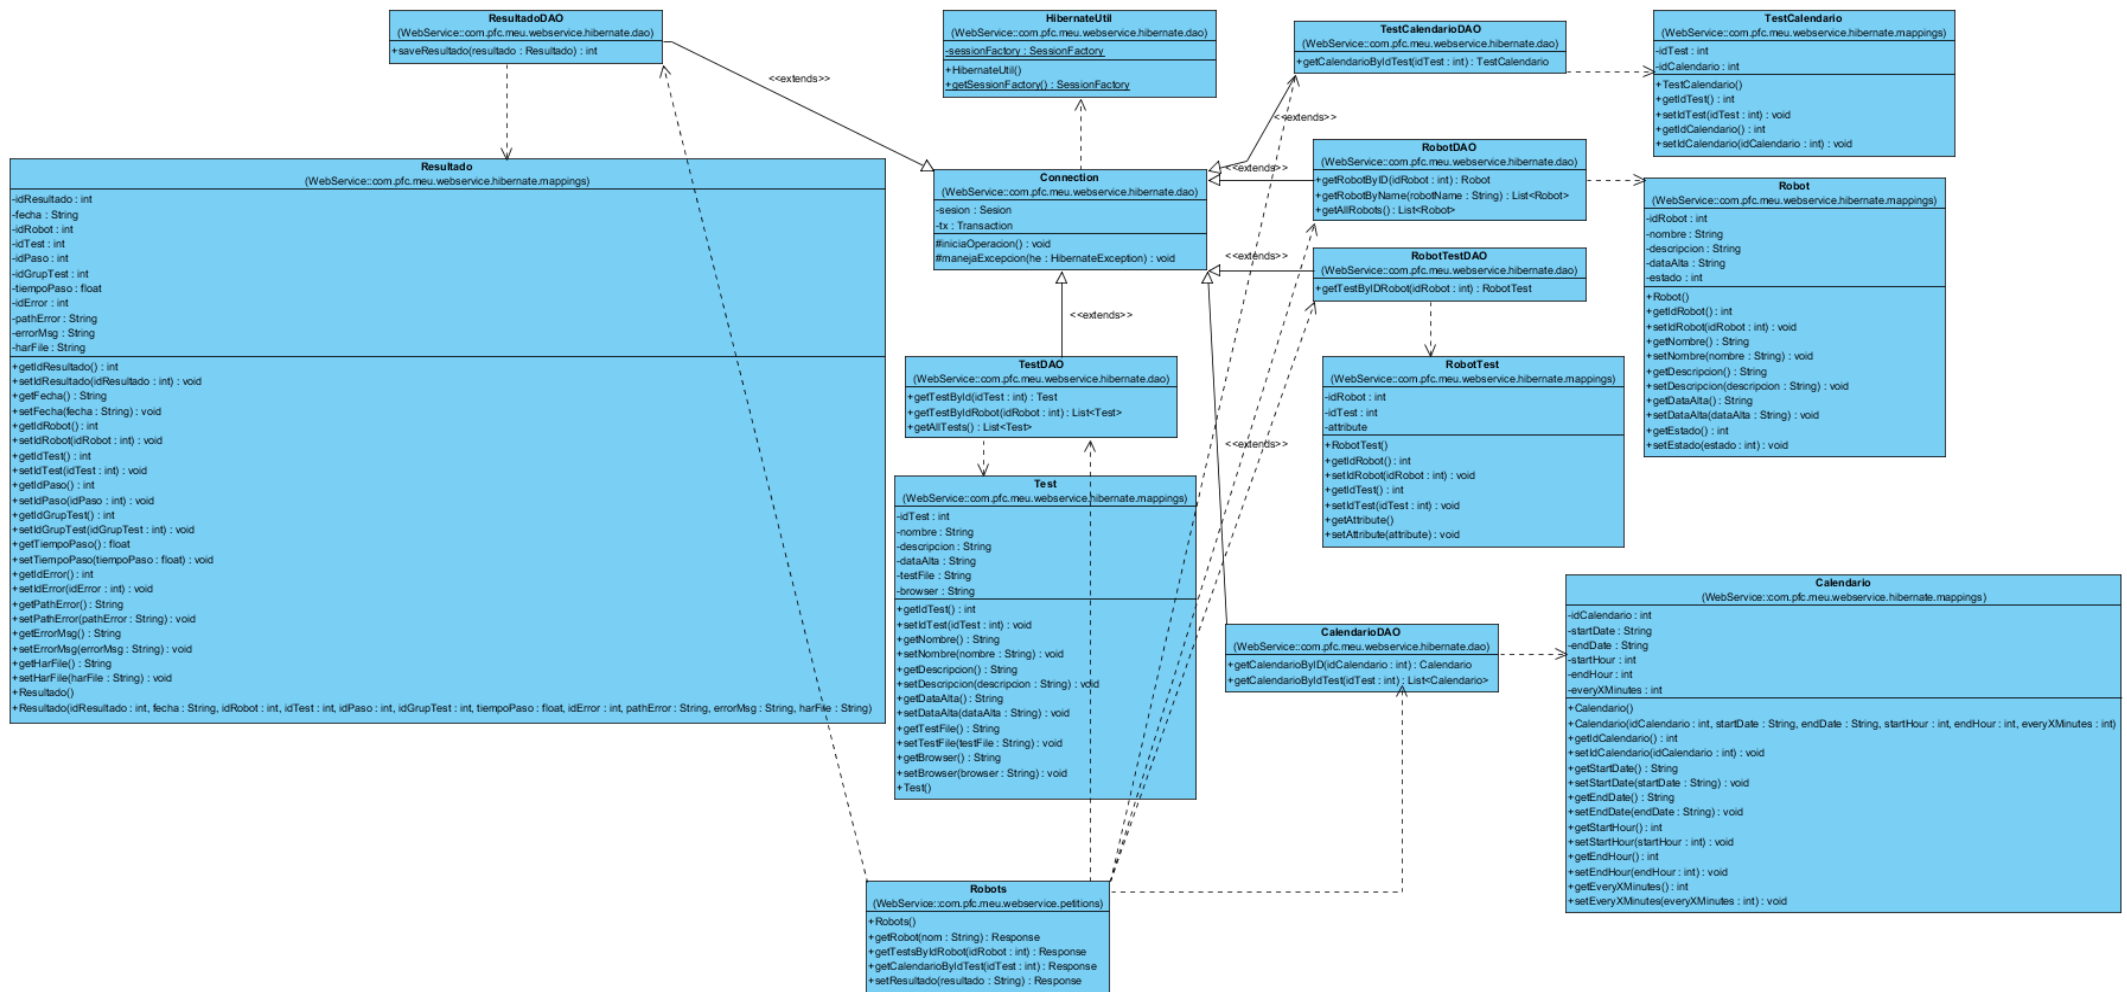 ResultadoDAO
(WebService::com.pfc.meu.webservice.hibernate.dao)
+saveResultado(resultado : Resultado) : int
HibernateUtil
(WebService::com.pfc.meu.webservice.hibernate.dao)
-sessionFactory : SessionFactory
+HibernateUtil()
+getSessionFactory() : SessionFactory
TestCalendarioDAO
(WebService::com.pfc.meu.webservice.hibernate.dao)
+getCalendarioByIdTest(idTest : int) : TestCalendario
TestCalendario
(WebService::com.pfc.meu.webservice.hibernate.mappings)
-idTest : int
-idCalendario : int
+TestCalendario()
+getIdTest() : int
+setIdTest(idTest : int) : void
+getIdCalendario() : int
+setIdCalendario(idCalendario : int) : void
<<extends>>
<<extends>>
<<extends>>
<<extends>>
<<extends>>
<<extends>>
Resultado
(WebService::com.pfc.meu.webservice.hibernate.mappings)
-idResultado : int
-fecha : String
-idRobot : int
-idTest : int
-idPaso : int
-idGrupTest : int
-tiempoPaso : float
-idError : int
-pathError : String
-errorMsg : String
-harFile : String
+getIdResultado() : int
+setIdResultado(idResultado : int) : void
+getFecha() : String
+setFecha(fecha : String) : void
+getIdRobot() : int
+setIdRobot(idRobot : int) : void
+getIdTest() : int
+setIdTest(idTest : int) : void
+getIdPaso() : int
+setIdPaso(idPaso : int) : void
+getIdGrupTest() : int
+setIdGrupTest(idGrupTest : int) : void
+getTiempoPaso() : float
+setTiempoPaso(tiempoPaso : float) : void
+getIdError() : int
+setIdError(idError : int) : void
+getPathError() : String
+setPathError(pathError : String) : void
+getErrorMsg() : String
+setErrorMsg(errorMsg : String) : void
+getHarFile() : String
+setHarFile(harFile : String) : void
+Resultado()
+Resultado(idResultado : int, fecha : String, idRobot : int, idTest : int, idPaso : int, idGrupTest : int, tiempoPaso : float, idError : int, pathError : String, errorMsg : String, harFile : String)
Connection
(WebService::com.pfc.meu.webservice.hibernate.dao)
-sesion : Sesion
-tx : Transaction
#iniciaOperacion() : void
#manejaExcepcion(he : HibernateException) : void
RobotDAO
(WebService::com.pfc.meu.webservice.hibernate.dao)
+getRobotByID(idRobot : int) : Robot
+getRobotByName(robotName : String) : List<Robot>
+getAllRobots() : List<Robot>
Robot
(WebService::com.pfc.meu.webservice.hibernate.mappings)
-idRobot : int
-nombre : String
-descripcion : String
-dataAlta : String
-estado : int
+Robot()
+getIdRobot() : int
+setIdRobot(idRobot : int) : void
+getNombre() : String
+setNombre(nombre : String) : void
+getDescripcion() : String
+setDescripcion(descripcion : String) : void
+getDataAlta() : String
+setDataAlta(dataAlta : String) : void
+getEstado() : int
+setEstado(estado : int) : void
RobotTestDAO
(WebService::com.pfc.meu.webservice.hibernate.dao)
+getTestByIDRobot(idRobot : int) : RobotTest
RobotTest
(WebService::com.pfc.meu.webservice.hibernate.mappings)
-idRobot : int
-idTest : int
-attribute
+RobotTest()
+getIdRobot() : int
+setIdRobot(idRobot : int) : void
+getIdTest() : int
+setIdTest(idTest : int) : void
+getAttribute()
+setAttribute(attribute) : void
TestDAO
(WebService::com.pfc.meu.webservice.hibernate.dao)
+getTestById(idTest : int) : Test
+getTestByIdRobot(idRobot : int) : List<Test>
+getAllTests() : List<Test>
Test
(WebService::com.pfc.meu.webservice.hibernate.mappings)
-idTest : int
-nombre : String
-descripcion : String
-dataAlta : String
-testFile : String
-browser : String
+getIdTest() : int
+setIdTest(idTest : int) : void
+getNombre() : String
+setNombre(nombre : String) : void
+getDescripcion() : String
+setDescripcion(descripcion : String) : void
+getDataAlta() : String
+setDataAlta(dataAlta : String) : void
+getTestFile() : String
+setTestFile(testFile : String) : void
+getBrowser() : String
+setBrowser(browser : String) : void
+Test()
CalendarioDAO
(WebService::com.pfc.meu.webservice.hibernate.dao)
+getCalendarioByID(idCalendario : int) : Calendario
+getCalendarioByIdTest(idTest : int) : List<Calendario>
Calendario
(WebService::com.pfc.meu.webservice.hibernate.mappings)
-idCalendario : int
-startDate : String
-endDate : String
-startHour : int
-endHour : int
-everyXMinutes : int
+Calendario()
+Calendario(idCalendario : int, startDate : String, endDate : String, startHour : int, endHour : int, everyXMinutes : int)
+getIdCalendario() : int
+setIdCalendario(idCalendario : int) : void
+getStartDate() : String
+setStartDate(startDate : String) : void
+getEndDate() : String
+setEndDate(endDate : String) : void
+getStartHour() : int
+setStartHour(startHour : int) : void
+getEndHour() : int
+setEndHour(endHour : int) : void
+getEveryXMinutes() : int
+setEveryXMinutes(everyXMinutes : int) : void
Robots
(WebService::com.pfc.meu.webservice.petitions)
+Robots()
+getRobot(nom : String) : Response
+getTestsByIdRobot(idRobot : int) : Response
+getCalendarioByIdTest(idTest : int) : Response
+setResultado(resultado : String) : Response